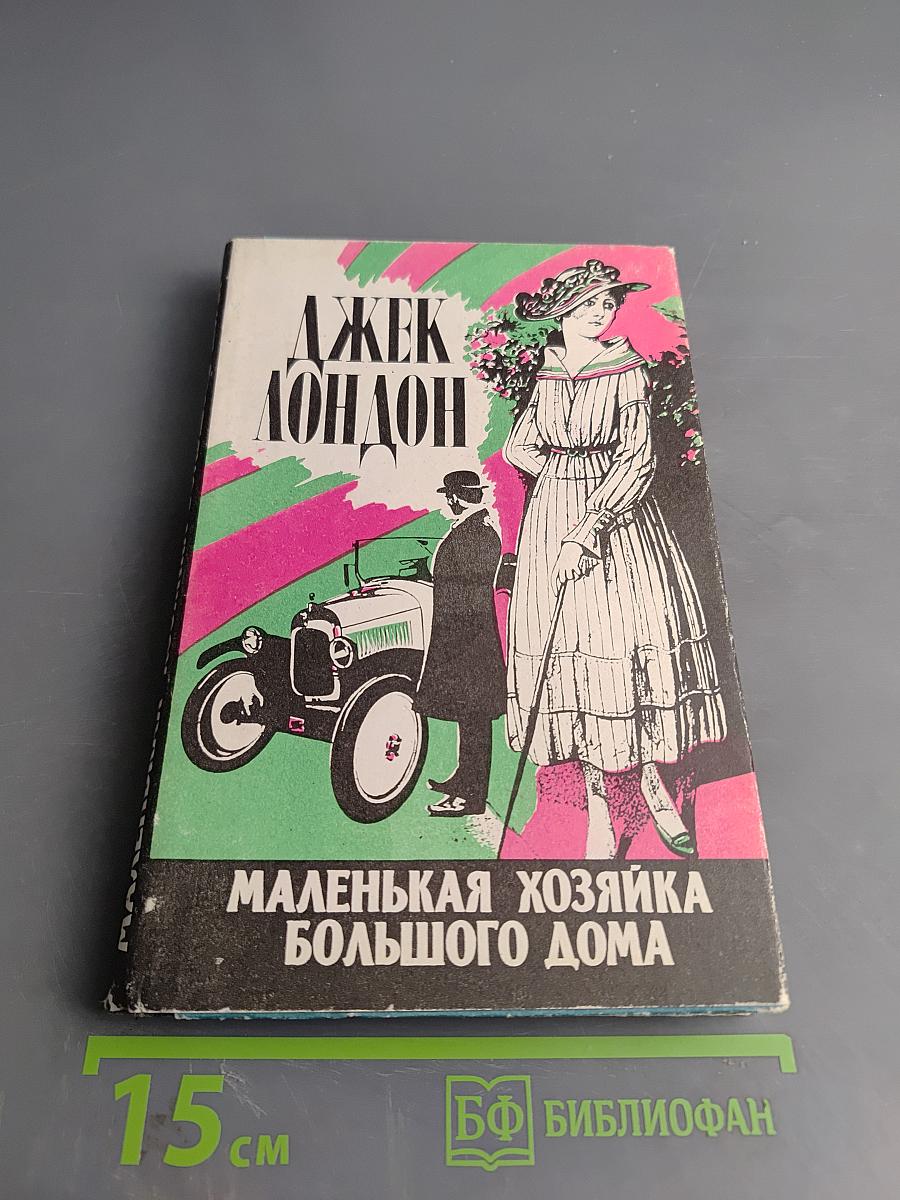 ДЖЕК
ЛОНДОН
МАЛЕНЬКАЯ ХОЗЯЙКА
БОЛЬШОГО ДОМА
15 см
БФ БИБЛИОФАН